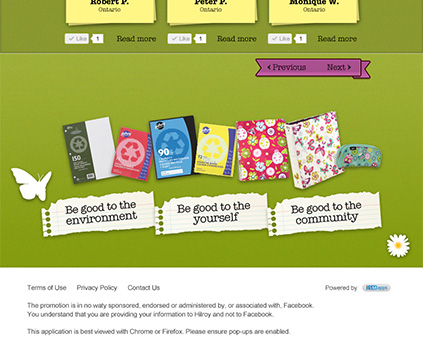 Robert P.
Ontario
Peter P.
Ontario
Monique W.
Ontario
Like 1
Read more
Like 1
Read more
Like 1
Read more
Previous
Next
150
90
72
Be good to the
environment
Be good to the
yourself
Be good to the
community
Terms of Use
Privacy Policy
Contact Us
Powered by
The promotion is in no waly sponsored, endorsed or administered by, or associated with, Facebook.
You understand that you are providing your information to Hilroy and not to Facebook.
This application is best viewed with Chrome or Firefox. Please ensure pop-ups are enabled.